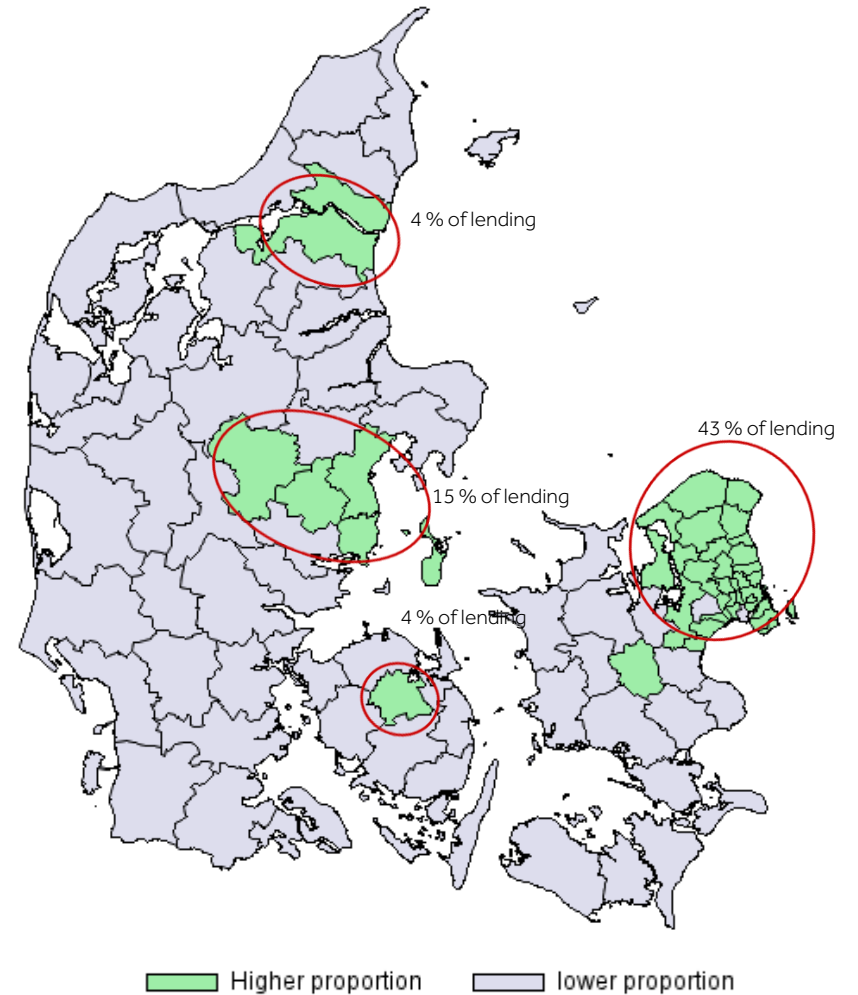 4 % of lending
43 % of lending
15 % of lending
4 % of lending
Higher proportion
lower proportion